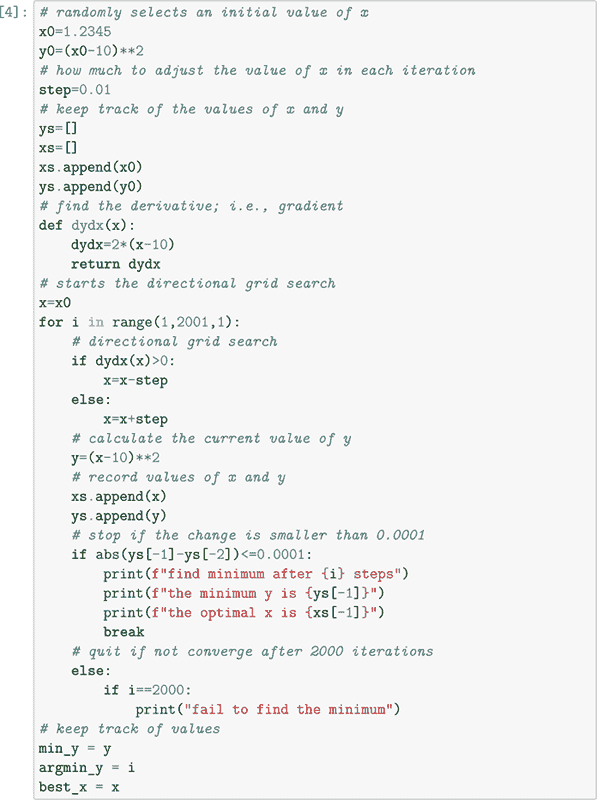 [4]: # randomly selects an initial value of x
x0=1.2345
y0=(x0-10)**2
# how much to adjust the value of x in each iteration
step=0.01
# keep track of the values of x and y
ys=[]
xs=[]
xs.append(x0)
ys.append(y0)
# find the derivative; i.e., gradient
def dydx(x):
    dydx=2*(x-10)
    return dydx
# starts the directional grid search
x=x0
for i in range(1,2001,1):
    # directional grid search
    if dydx(x)>0:
        x=x-step
    else:
        x=x+step
    # calculate the current value of y
    y=(x-10)**2
    # record values of x and y
    xs.append(x)
    ys.append(y)
    # stop if the change is smaller than 0.0001
    if abs(ys[-1]-ys[-2])<=0.0001:
        print(f"find minimum after {i} steps")
        print(f"the minimum y is {ys[-1]}")
        print(f"the optimal x is {xs[-1]}")
        break
    # quit if not converge after 2000 iterations
    else:
        if i==2000:
            print("fail to find the minimum")
# keep track of values
min_y = y
argmin_y = i
best_x = x